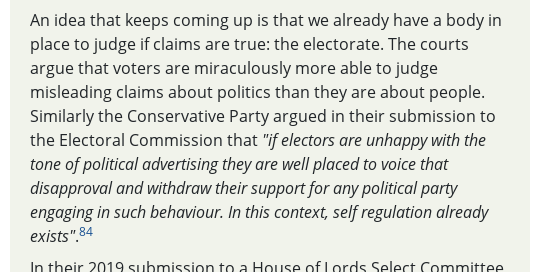 An idea that keeps coming up is that we already have a body in
place to judge if claims are true: the electorate. The courts
argue that voters are miraculously more able to judge
misleading claims about politics than they are about people.
Similarly the Conservative Party argued in their submission to
the Electoral Commission that "if electors are unhappy with the
tone of political advertising they are well placed to voice that
disapproval and withdraw their support for any political party
engaging in such behaviour. In this context, self regulation already
exists".84
In their 2019 submission to a House of Lords Select Committee